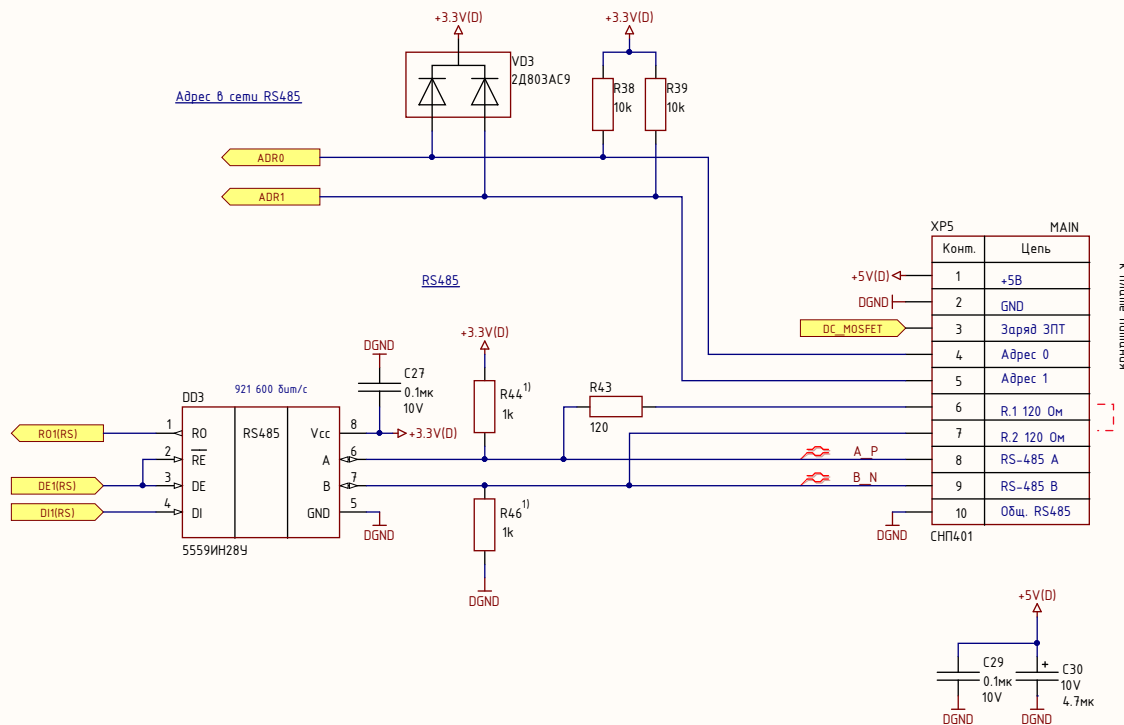 +3.3V(D)
+3.3V(D)
VD3
2Д803АС9
R38
10k
R39
10k
Адрес в сети RS485
ADR0
ADR1
XP5
MAIN
Конт.
Цепь
+5V(D)
1
+5В
DGND
2
GND
DC_MOSFET
3
Заряд ЗПТ
4
Адрес 0
5
Адрес 1
6
R.1 120 Ом
7
R.2 120 Ом
A_P
8
RS-485 A
B_N
9
RS-485 B
10
Общ. RS485
DGND
СНП401
RS485
+3.3V(D)
DGND
C27
0.1мк
10V
R44 1)
1k
R43
120
DD3
921 600 бит/с
RO1(RS)
1
RO
RS485
Vcc
8
+3.3V(D)
2
RE
A
6
DE1(RS)
3
DE
B
7
DI1(RS)
4
DI
GND
5
DGND
5559ИН28У
R46 1)
1k
DGND
+5V(D)
C29
0.1мк
10V
+
C30
10V
4.7мк
DGND
DGND